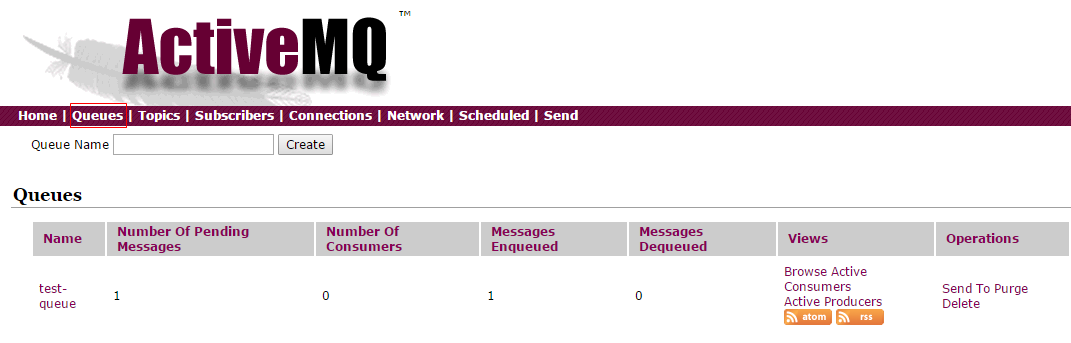 ActiveMQ ™
Home | Queues | Topics | Subscribers | Connections | Network | Scheduled | Send
Queue Name Create
Queues
Name
Number Of Pending
Messages
Number Of
Consumers
Messages
Enqueued
Messages
Dequeued
Views
Operations
test-
queue
1
0
1
0
Browse Active
Consumers
Active Producers
atom rss
Send To Purge
Delete